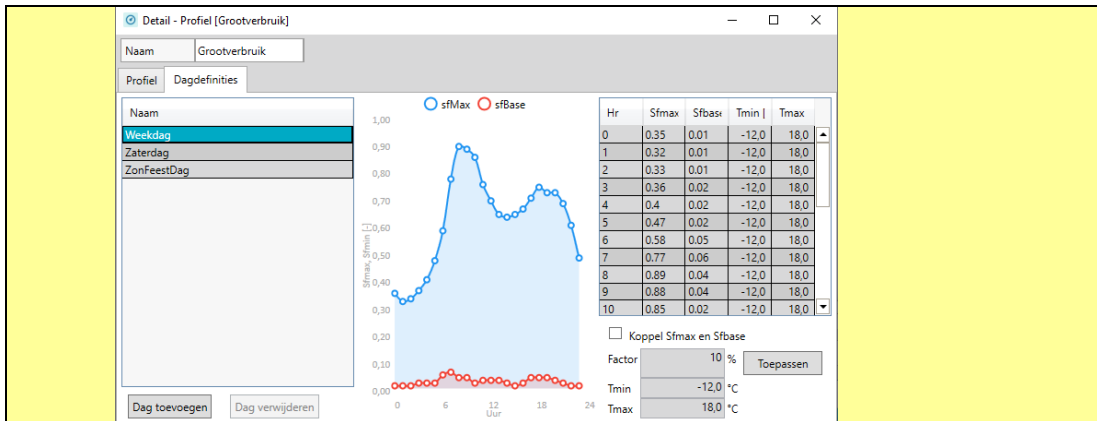 Detail - Profiel [Grootverbruik]
Naam Grootverbruik
Profiel Dagdefinities
Naam
Weekdag
Zaterdag
ZonFeestDag
Dag toevoegen Dag verwijderen
sfMax sfBase
1,00
0,90
0,80
0,70
0,60
0,50
0,40
0,30
0,20
0,10
0,00
Sfmax, Sfmin [-]
0 6 12 18 24
Uur
Hr Sfmax Sfbase Tmin | Tmax
0 0.35 0.01 -12,0 18,0
1 0.32 0.01 -12,0 18,0
2 0.33 0.01 -12,0 18,0
3 0.36 0.02 -12,0 18,0
4 0.4 0.02 -12,0 18,0
5 0.47 0.02 -12,0 18,0
6 0.58 0.05 -12,0 18,0
7 0.77 0.06 -12,0 18,0
8 0.89 0.04 -12,0 18,0
9 0.88 0.04 -12,0 18,0
10 0.85 0.02 -12,0 18,0
Koppel Sfmax en Sfbase
Factor 10 % Toepassen
Tmin -12,0 °C
Tmax 18,0 °C